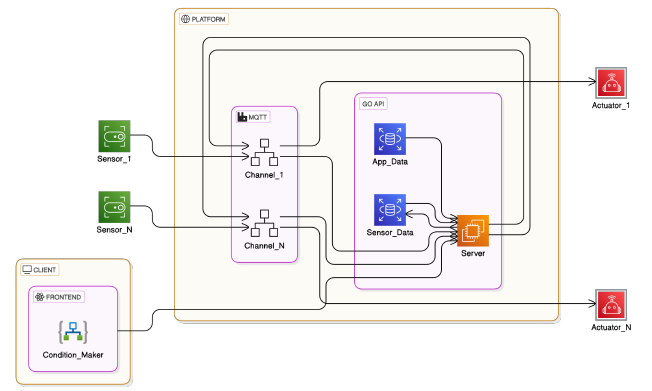 PLATFORM
GO API
MQTT
Actuator_1
Sensor_1
App_Data
Channel_1
Sensor_N
Sensor_Data
Channel_N
Server
CLIENT
FRONTEND
Actuator_N
Condition_Maker